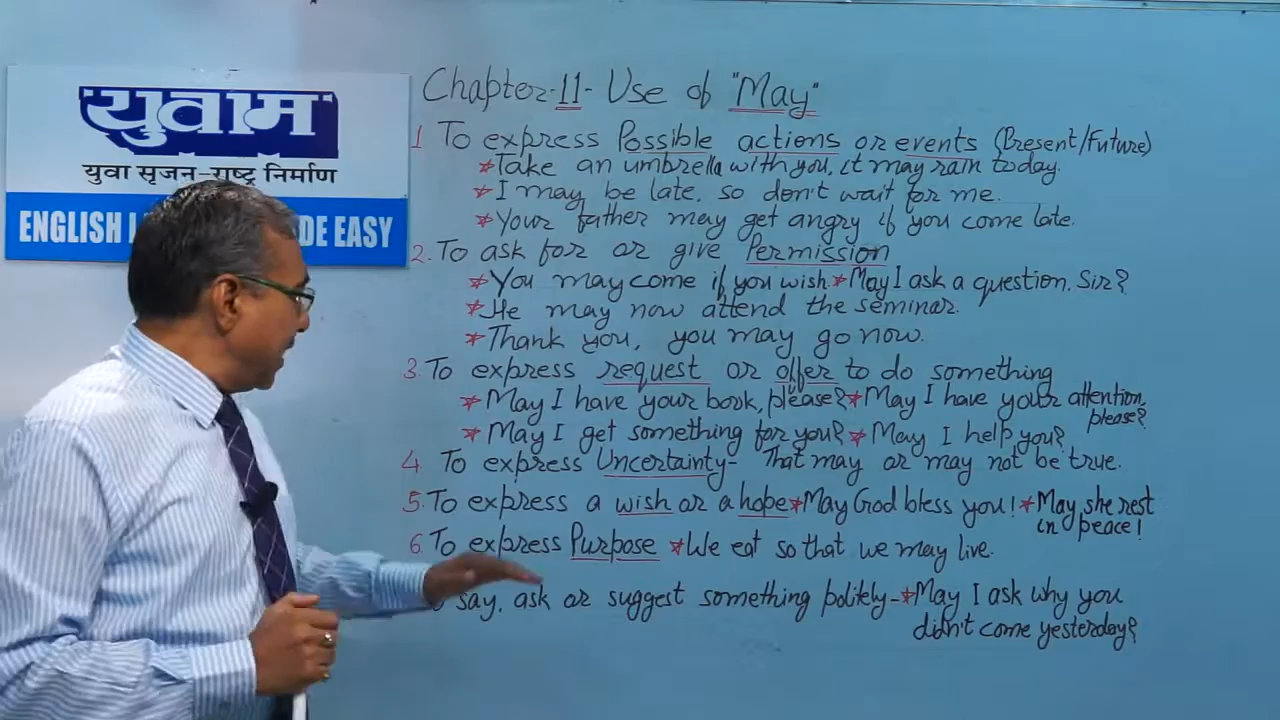 युवाम
युवा सृजन-राष्ट्र निर्माण
ENGLISH DE EASY
Chapter-11- Use of "May"
1 To express Possible actions or events (Present/Future)
*Take an umbrella with you, it may rain today.
*I may be late, so don't wait for me.
*Your father may get angry if you come late.
2. To ask for or give Permission
*You may come if you wish.*May I ask a question, Sir?
*He may now attend the seminar.
*Thank you, you may go now.
3. To express request or offer to do something
*May I have your book, please?*May I have your attention,
please?
*May I get something for you?*May I help you?
4 To express Uncertainty- That may or may not be true.
5. To express a wish or a hope*May God bless you!*May she rest
in peace!
6. To express Purpose *We eat so that we may live.
say, ask or suggest something politely-*May I ask why you
didn't come yesterday?